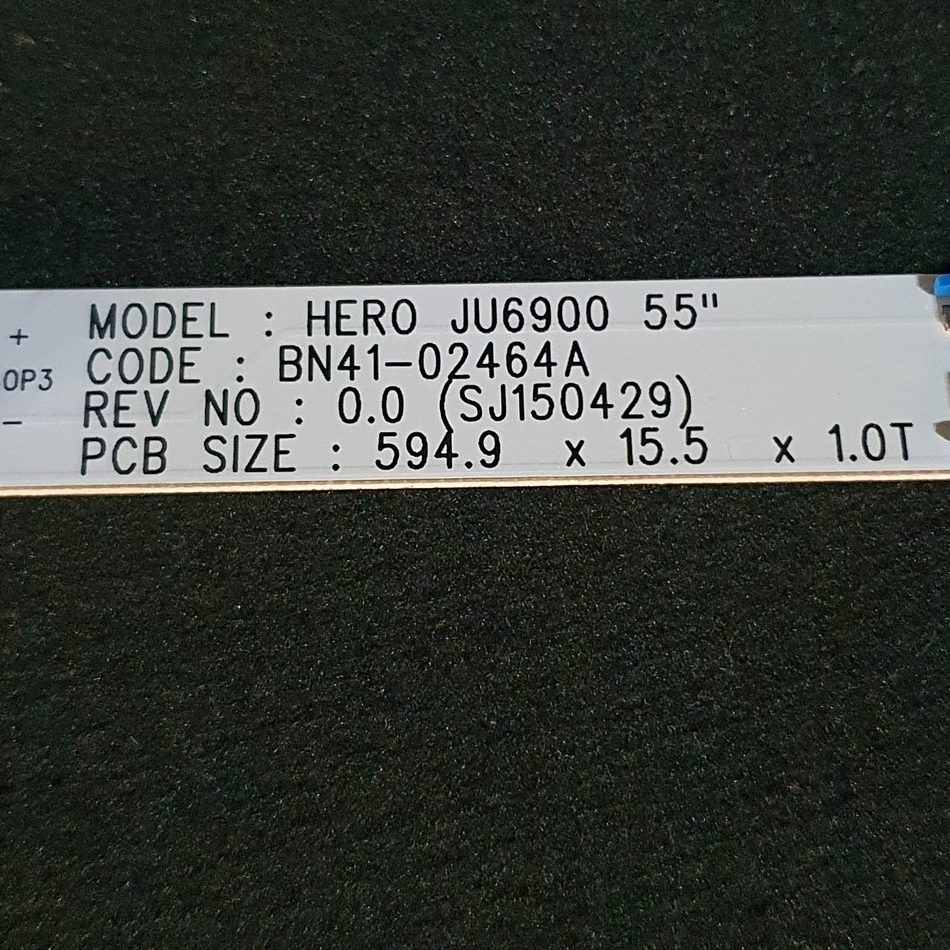 MODEL : HERO JU6900 55"
CODE : BN41-02464A
REV NO : 0.0 (SJ150429)
PCB SIZE : 594.9 x 15.5 x 1.0T
+
OP3
-